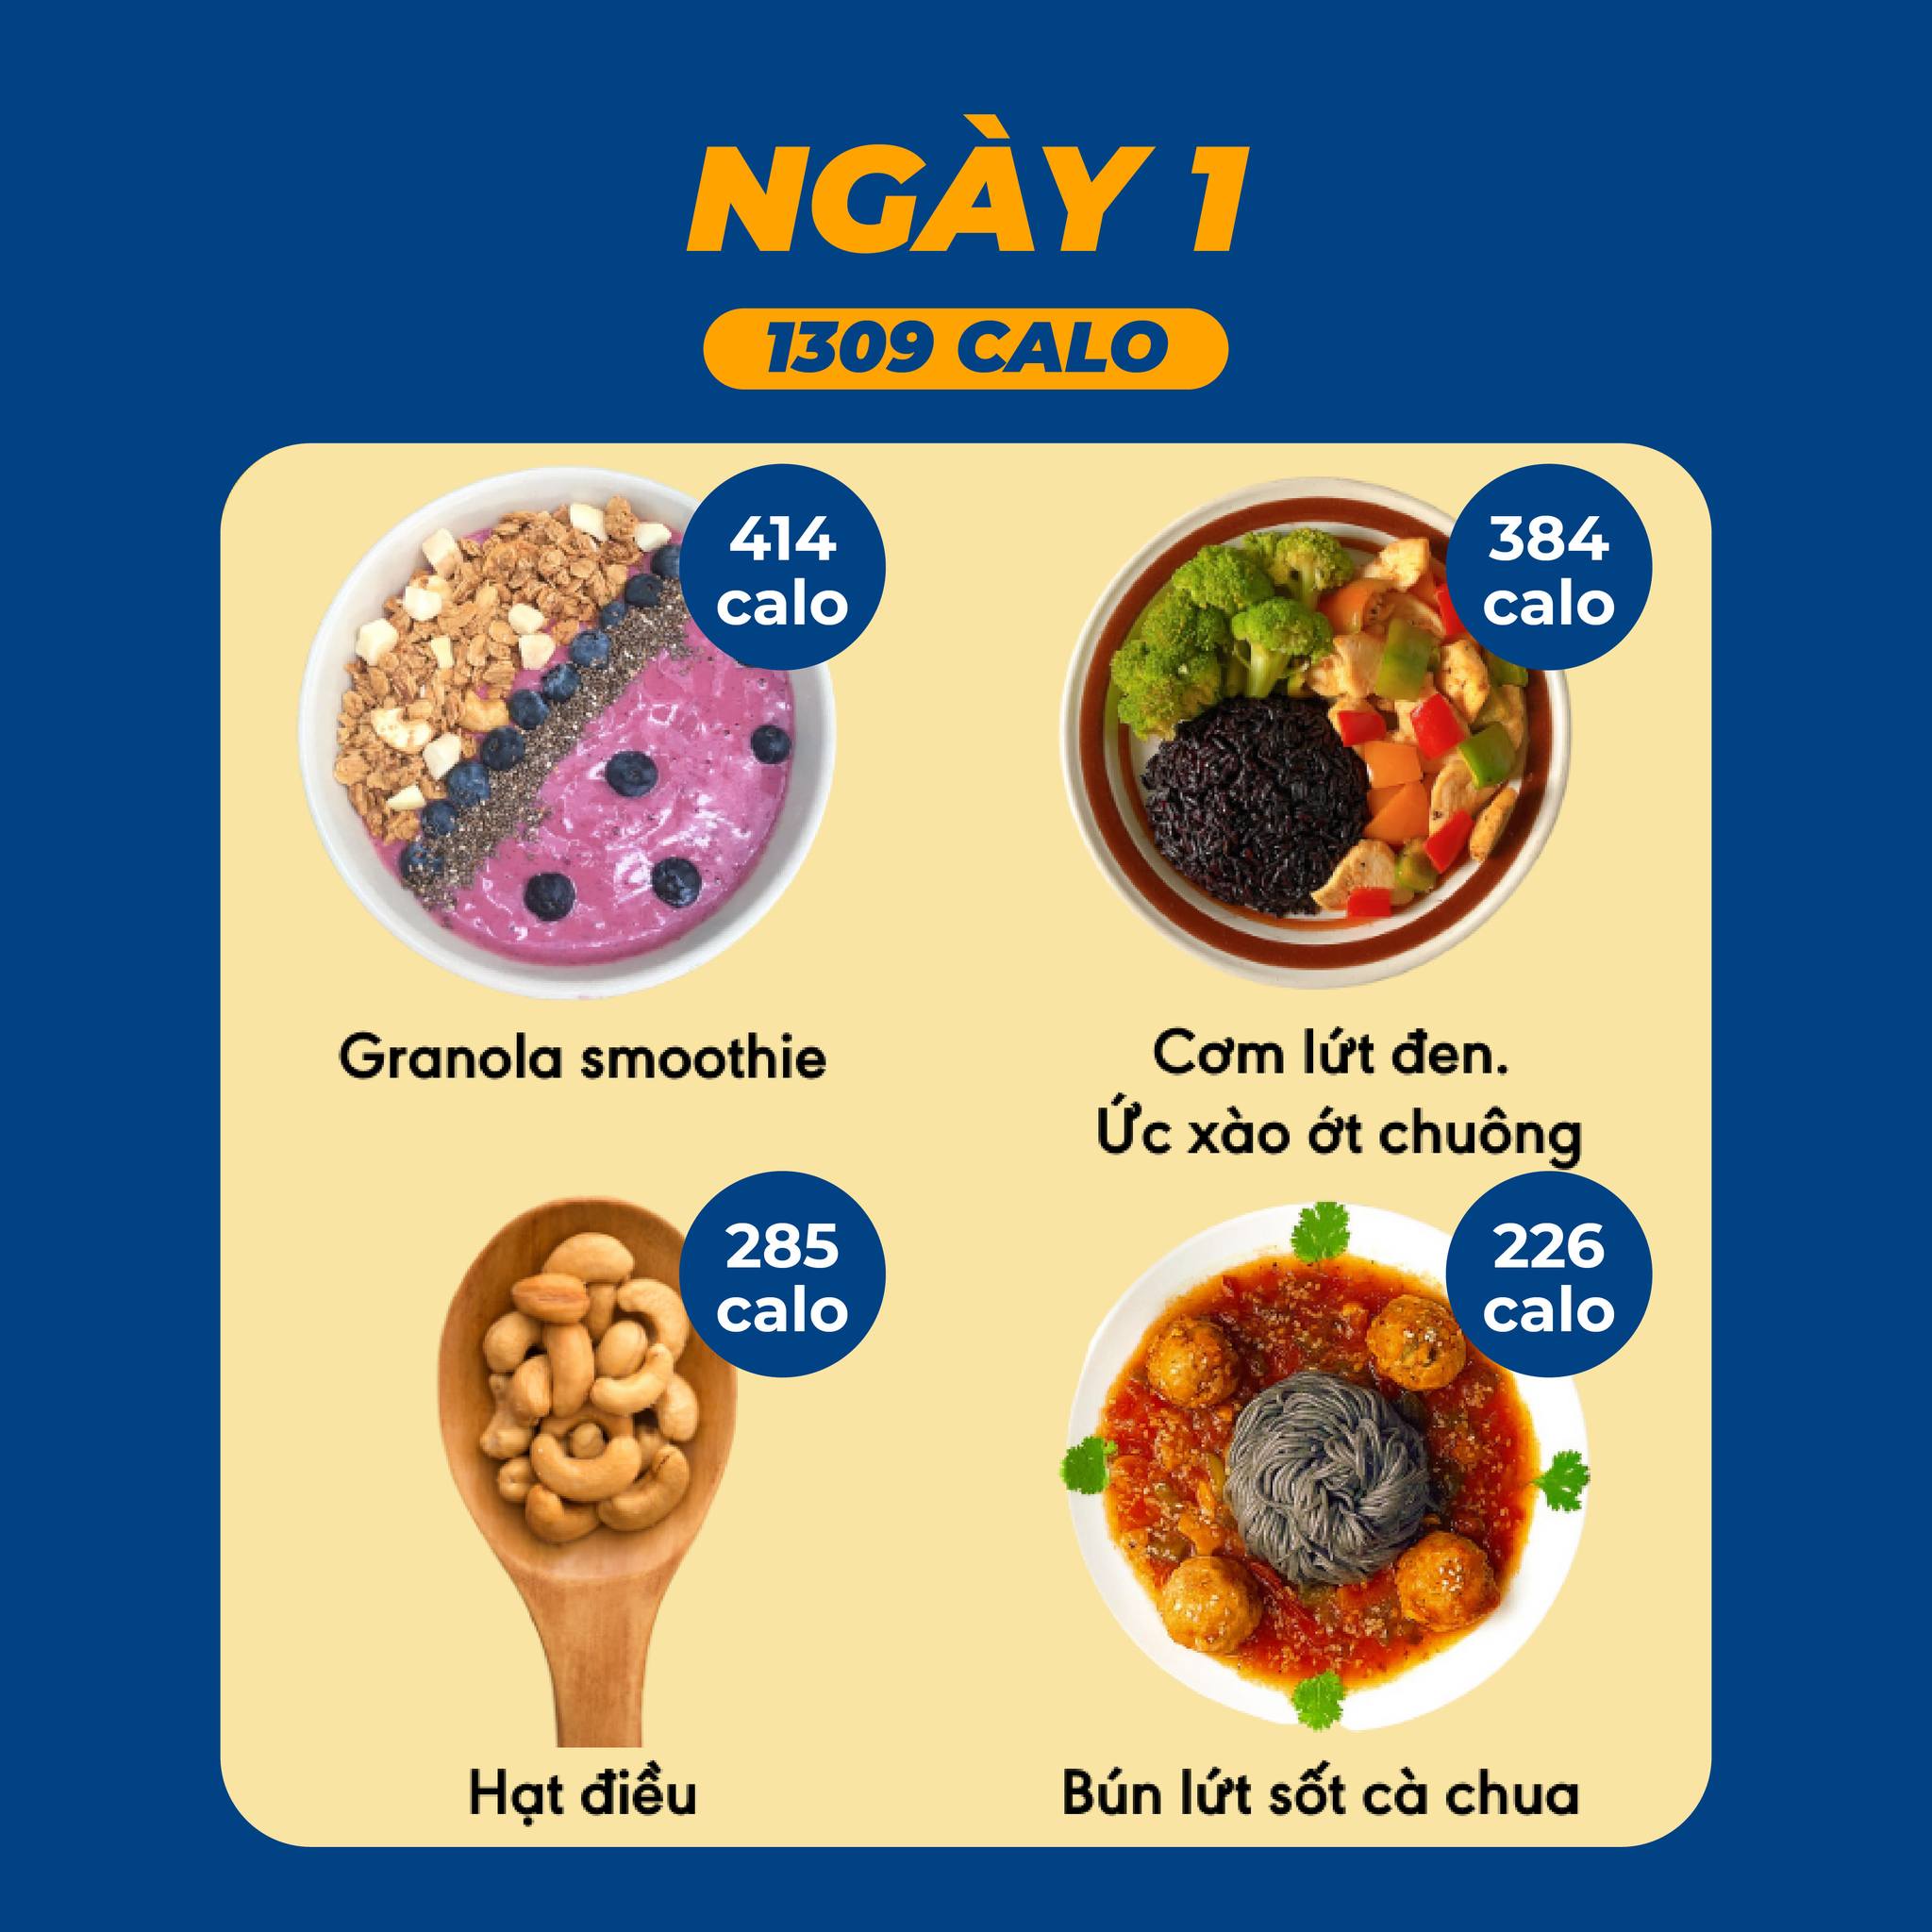 NGÀY 1
1309 CALO
414
calo
384
calo
Granola smoothie
Cơm lứt đen.
Ức xào ớt chuông
285
calo
226
calo
Hạt điều
Bún lứt sốt cà chua